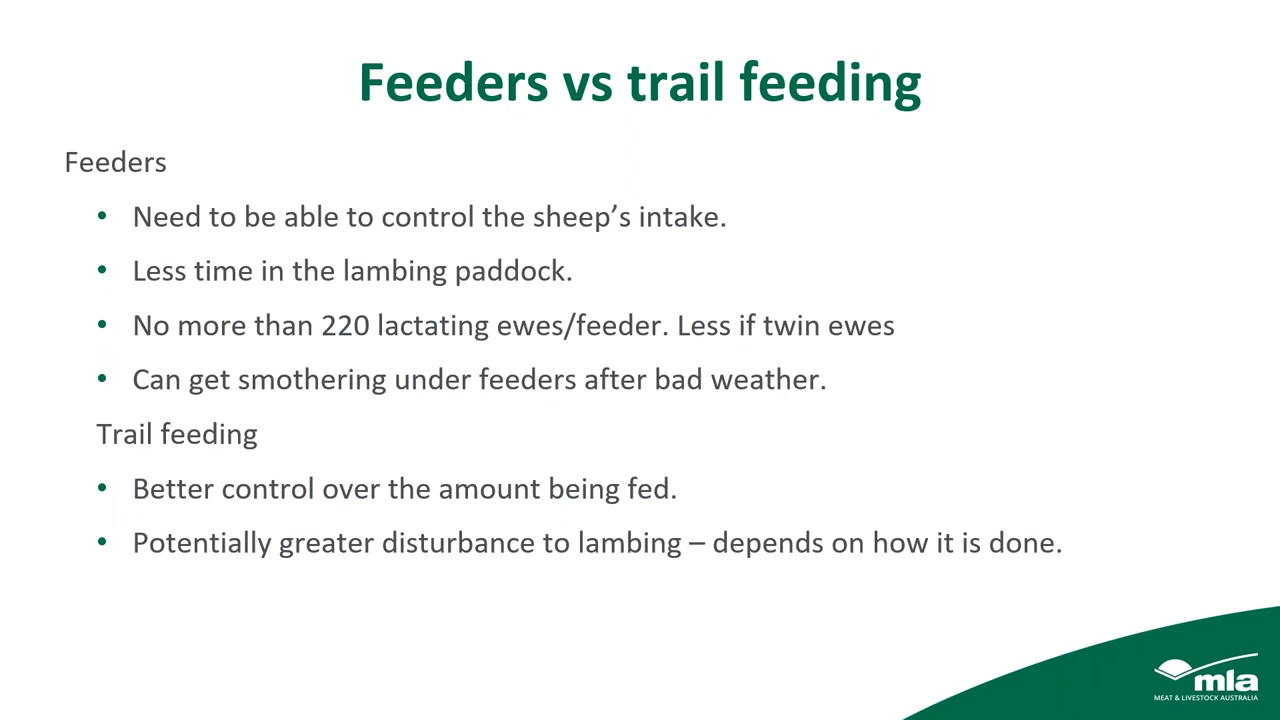 Feeders vs trail feeding
Feeders
• Need to be able to control the sheep’s intake.
• Less time in the lambing paddock.
• No more than 220 lactating ewes/feeder. Less if twin ewes
• Can get smothering under feeders after bad weather.
Trail feeding
• Better control over the amount being fed.
• Potentially greater disturbance to lambing – depends on how it is done.
mla
MEAT & LIVESTOCK AUSTRALIA